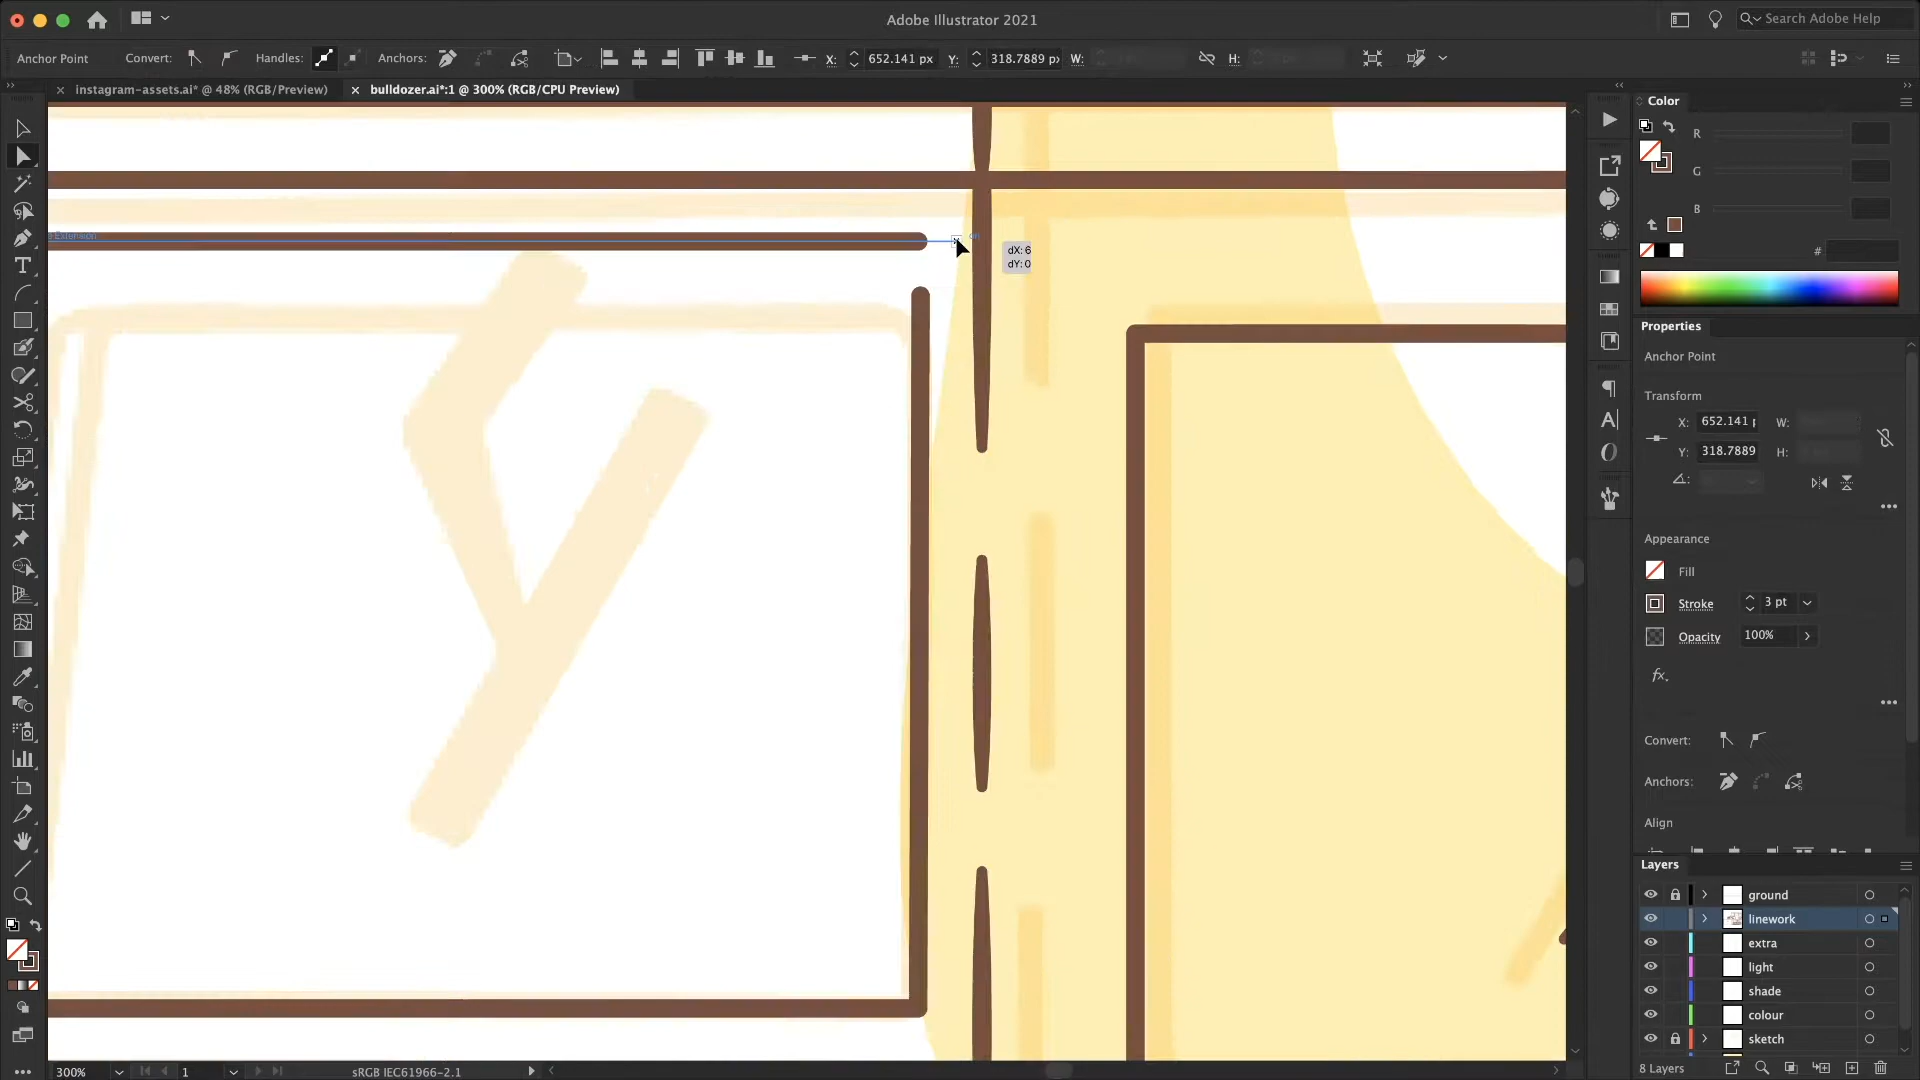 Adobe Illustrator 2021
Search Adobe Help
Anchor Point
Convert:
Handles:
Anchors:
X:
652.141 px
Y:
318.7889 p
W:
H:
instagram-assets.ai* @ 48% (RGB/Preview)
bulldozer.ai*:1 @ 300% (RGB/CPU Preview)
Extension
dX: 6
dY: 0
Color
R
G
B
#
Properties
Anchor Point
Transform
X:
652.141
W:
Y:
318.7889
H:
Appearance
Fill
Stroke
3 pt
Opacity
100%
Convert:
Anchors:
Align
Layers
ground
linework
extra
light
shade
colour
sketch
8 Layers
300%
1
sRGB IEC61966-2.1